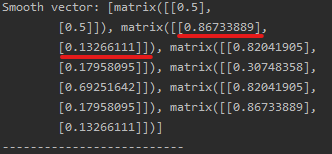 Smooth vector: [matrix([[0.5],
[0.5]]), matrix([[0.86733889],
[0.13266111]]), matrix([[0.82041905],
[0.17958095]]), matrix([[0.30748358],
[0.69251642]]), matrix([[0.82041905],
[0.17958095]]), matrix([[0.86733889],
[0.13266111]])]
--------------------------